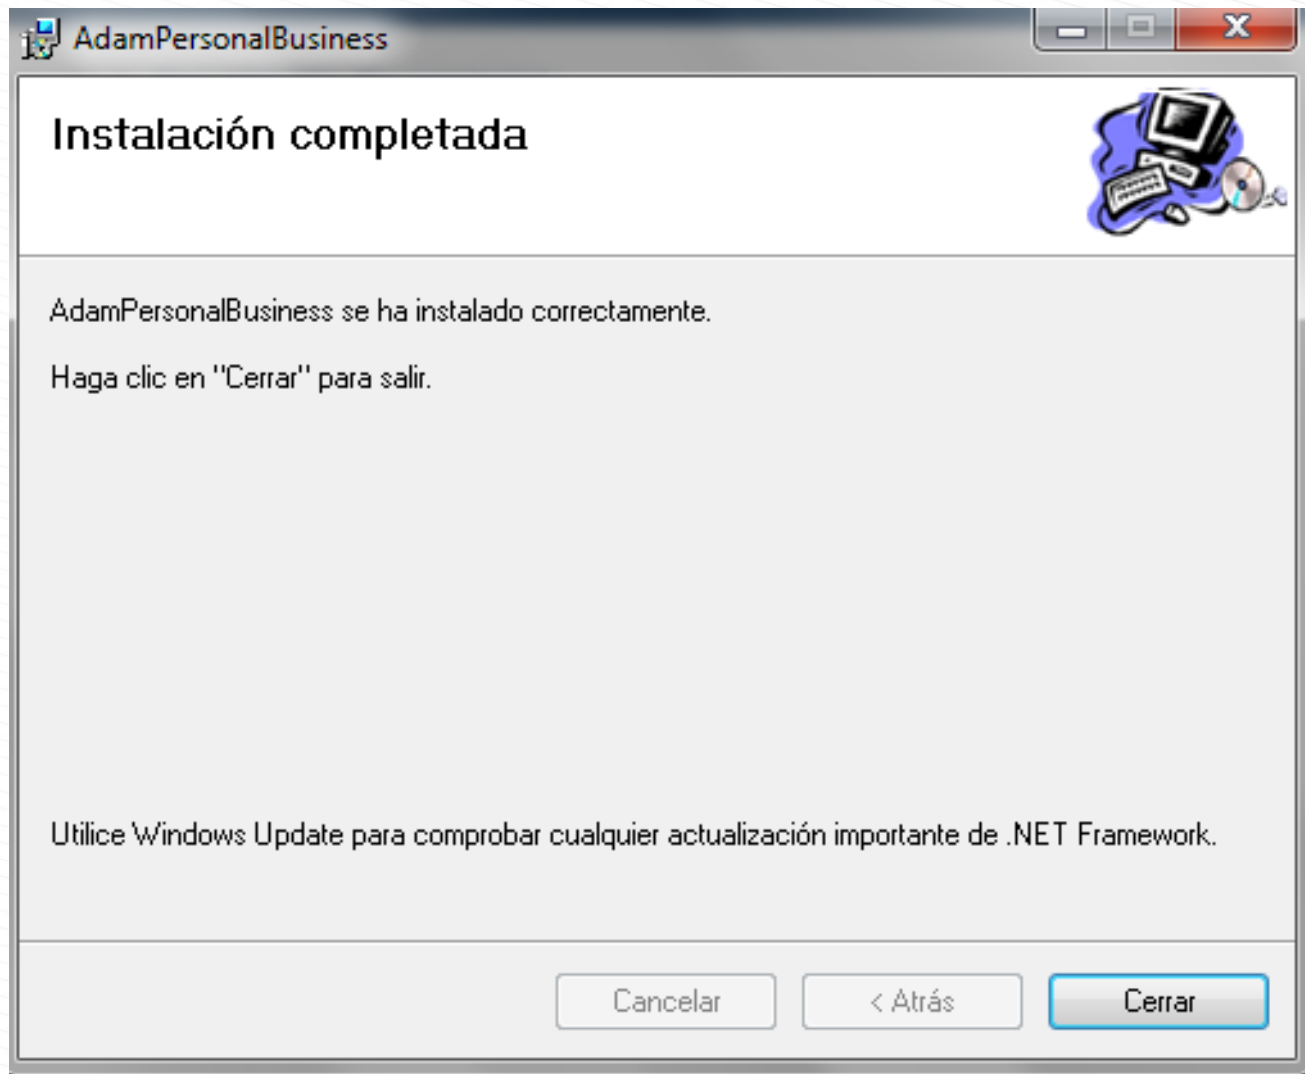 AdamPersonalBusiness
Instalación completada
AdamPersonalBusiness se ha instalado correctamente.
Haga clic en "Cerrar" para salir.
Utilice Windows Update para comprobar cualquier actualización importante de .NET Framework.
Cancelar
< Atrás
Cerrar